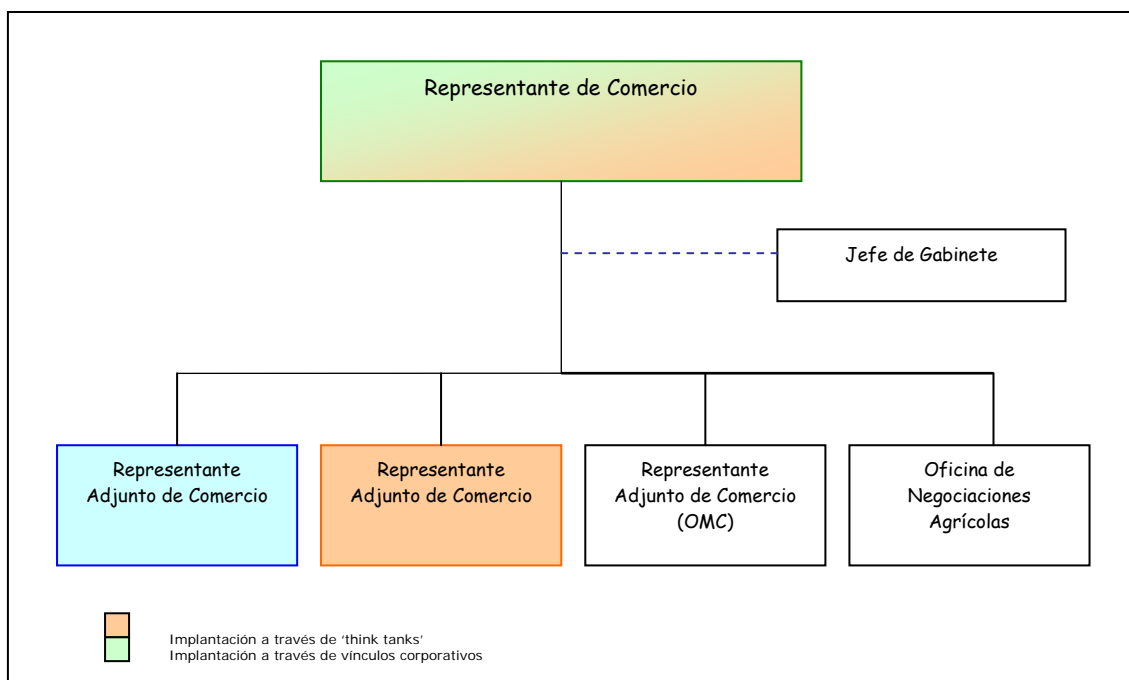 Representante de Comercio
Jefe de Gabinete
Representante
Adjunto de Comercio
Representante
Adjunto de Comercio
Representante
Adjunto de Comercio
(OMC)
Oficina de
Negociaciones
Agrícolas
Implantación a través de ‘think tanks’
Implantación a través de vínculos corporativos